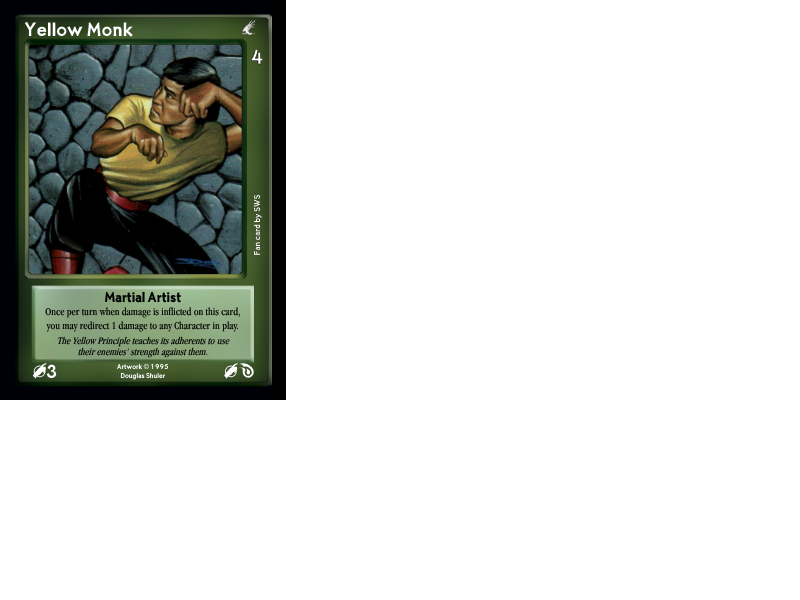 Yellow Monk
4
Fan card by SWS
Martial Artist
Once per turn when damage is inflicted on this card,
you may redirect 1 damage to any Character in play.
The Yellow Principle teaches its adherents to use
their enemies' strength against them.
3
Artwork © 1995
Douglas Shuler